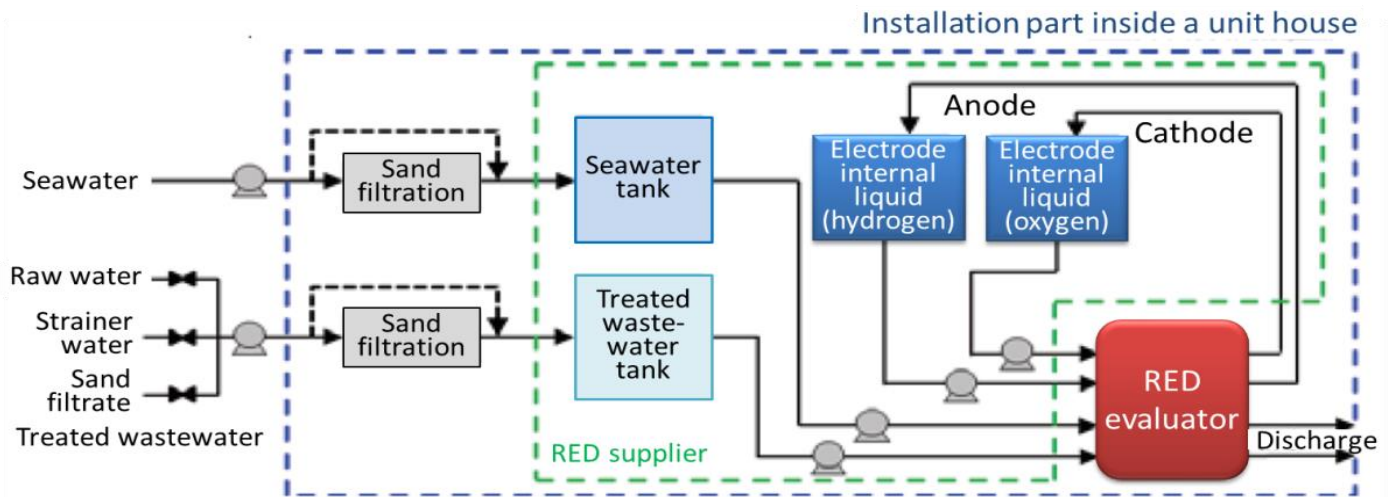 Installation part inside a unit house
Anode
Cathode
Seawater
Sand
filtration
Seawater
tank
Electrode
internal
liquid
(hydrogen)
Electrode
internal
liquid
(oxygen)
Raw water
Strainer
water
Sand
filtrate
Treated wastewater
Sand
filtration
Treated
waste-
water
tank
RED supplier
RED
evaluator
Discharge